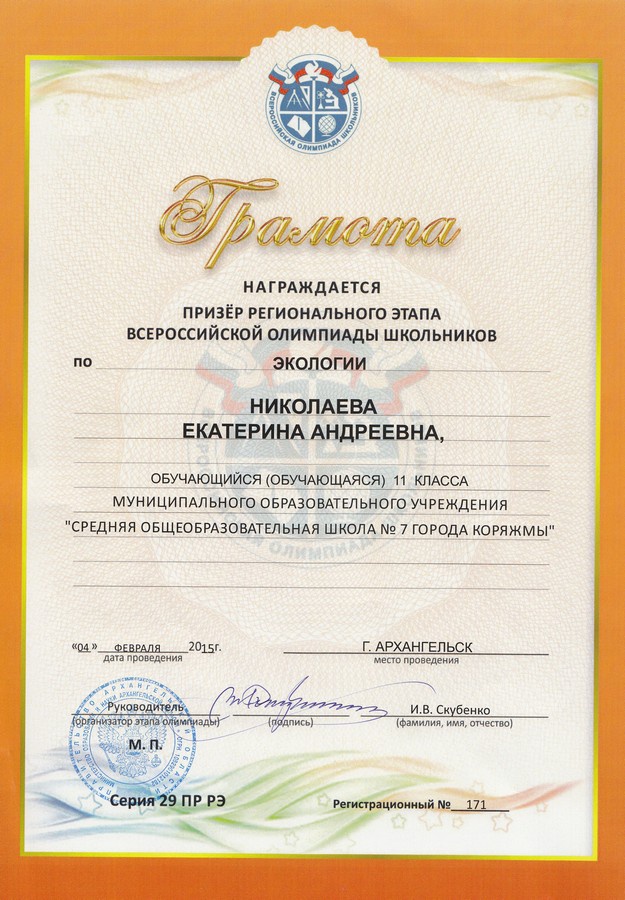 ВСЕРОССИЙСКАЯ ОЛИМПИАДА ШКОЛЬНИКОВ
Грамота
НАГРАЖДАЕТСЯ
ПРИЗЁР РЕГИОНАЛЬНОГО ЭТАПА
ВСЕРОССИЙСКОЙ ОЛИМПИАДЫ ШКОЛЬНИКОВ
по ЭКОЛОГИИ
НИКОЛАЕВА
ЕКАТЕРИНА АНДРЕЕВНА,
ОБУЧАЮЩИЙСЯ (ОБУЧАЮЩАЯСЯ) 11 КЛАССА
МУНИЦИПАЛЬНОГО ОБРАЗОВАТЕЛЬНОГО УЧРЕЖДЕНИЯ
"СРЕДНЯЯ ОБЩЕОБРАЗОВАТЕЛЬНАЯ ШКОЛА № 7 ГОРОДА КОРЯЖМЫ"
«04» ФЕВРАЛЯ 2015г. Г. АРХАНГЕЛЬСК
дата проведения место проведения
Руководитель И.В. Скубенко
(организатор этапа олимпиады) (подпись) (фамилия, имя, отчество)
М. П.
Серия 29 ПР РЭ Регистрационный № 171